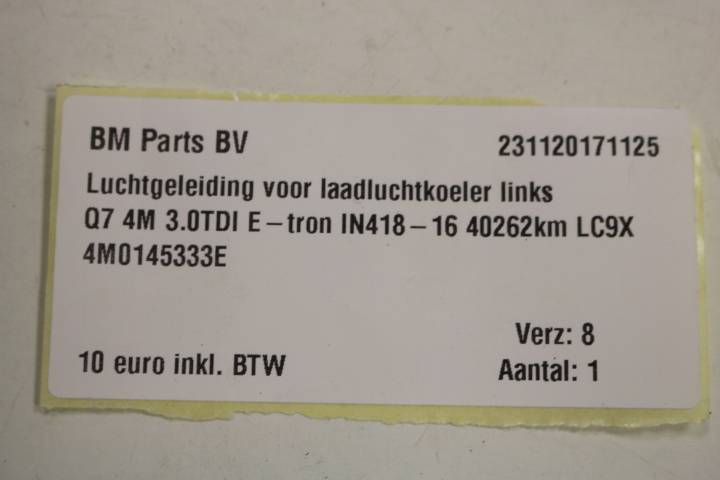 BM Parts BV 231120171125
Luchtgeleiding voor laadluchtkoeler links
Q7 4M 3.0TDI E-tron IN418-16 40262km LC9X
4M0145333E
Verz: 8
10 euro inkl. BTW Aantal: 1